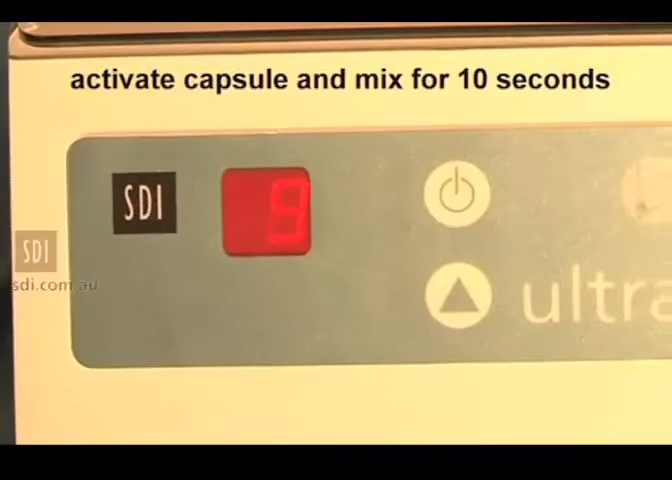 activate capsule and mix for 10 seconds
SDI
9
SDI
sdi.com.au
ultra